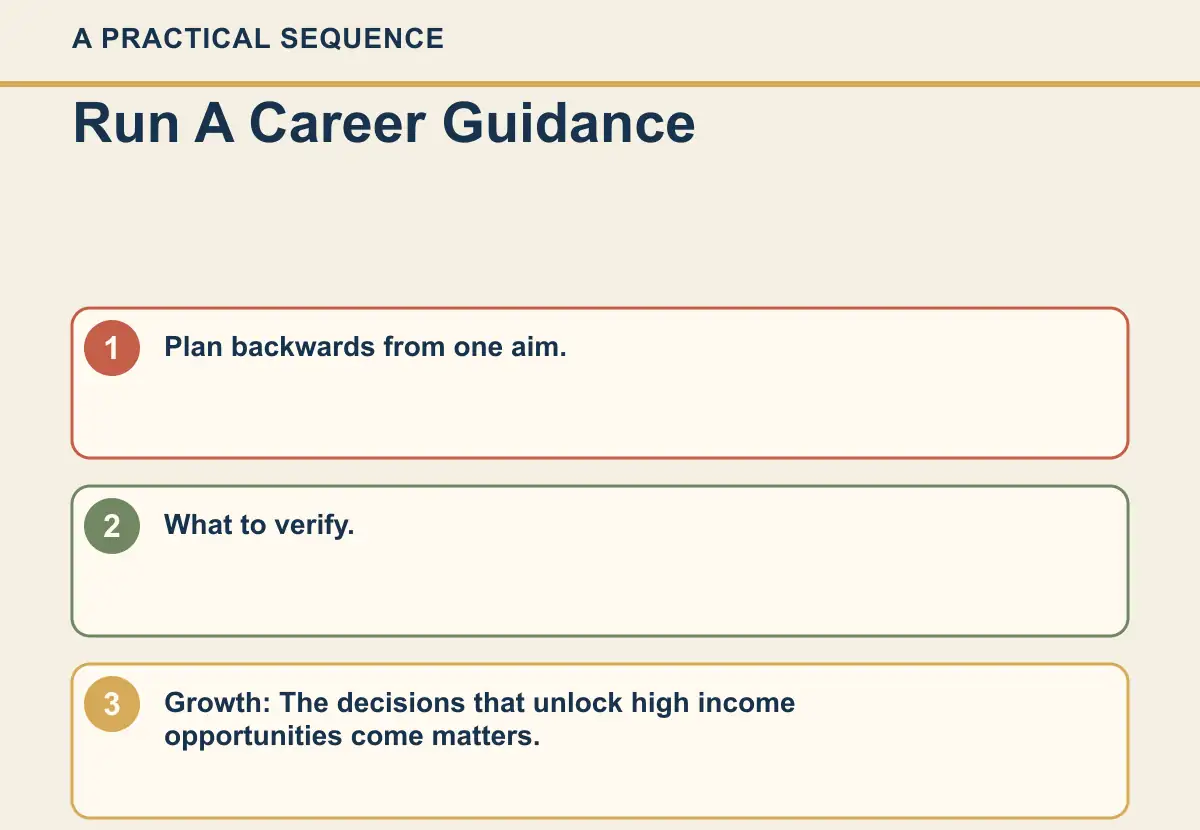 A PRACTICAL SEQUENCE
Run A Career Guidance
1 Plan backwards from one aim.
2 What to verify.
3 Growth: The decisions that unlock high income
opportunities come matters.